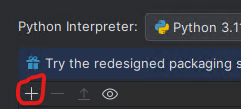 Python Interpreter: Python 3.1
Try the redesigned packaging s